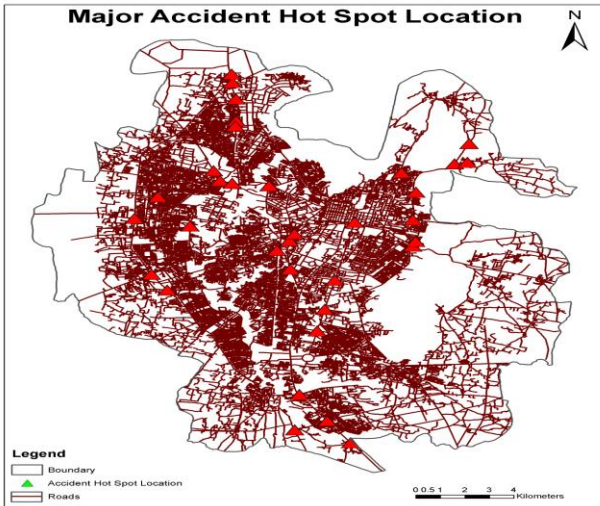 Major Accident Hot Spot Location
N
Legend
Boundary
Accident Hot Spot Location
Roads
0 0.5 1 2 3 4
Kilometers